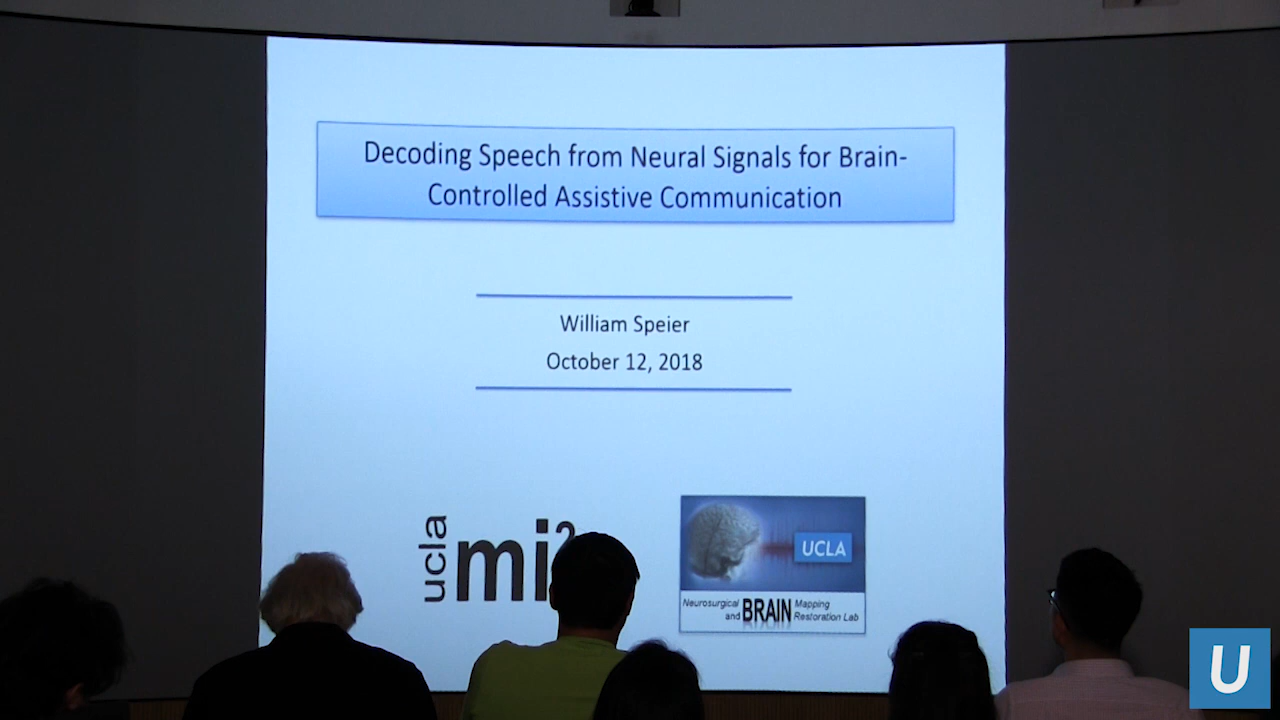 Decoding Speech from Neural Signals for Brain-
Controlled Assistive Communication
William Speier
October 12, 2018
ucla
mi²
UCLA
Neurosurgical and BRAIN Mapping Restoration Lab
U